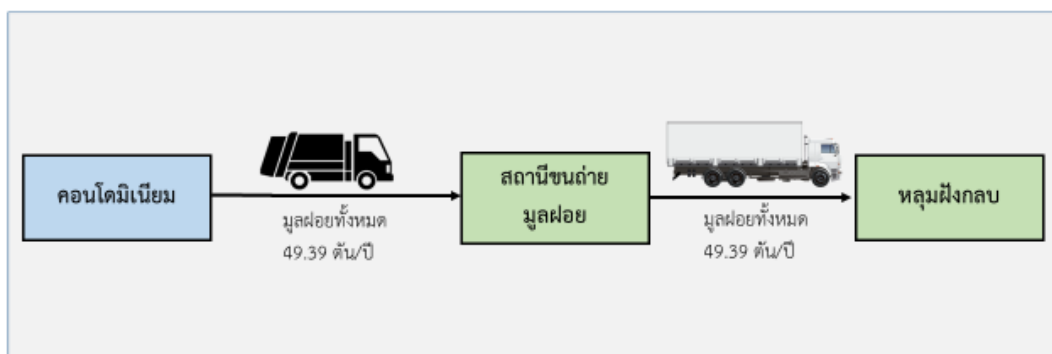 คอนโดมิเนียม
มูลฝอยทั้งหมด
49.39 ตัน/ปี
สถานีขนถ่าย
มูลฝอย
มูลฝอยทั้งหมด
49.39 ตัน/ปี
หลุมฝังกลบ